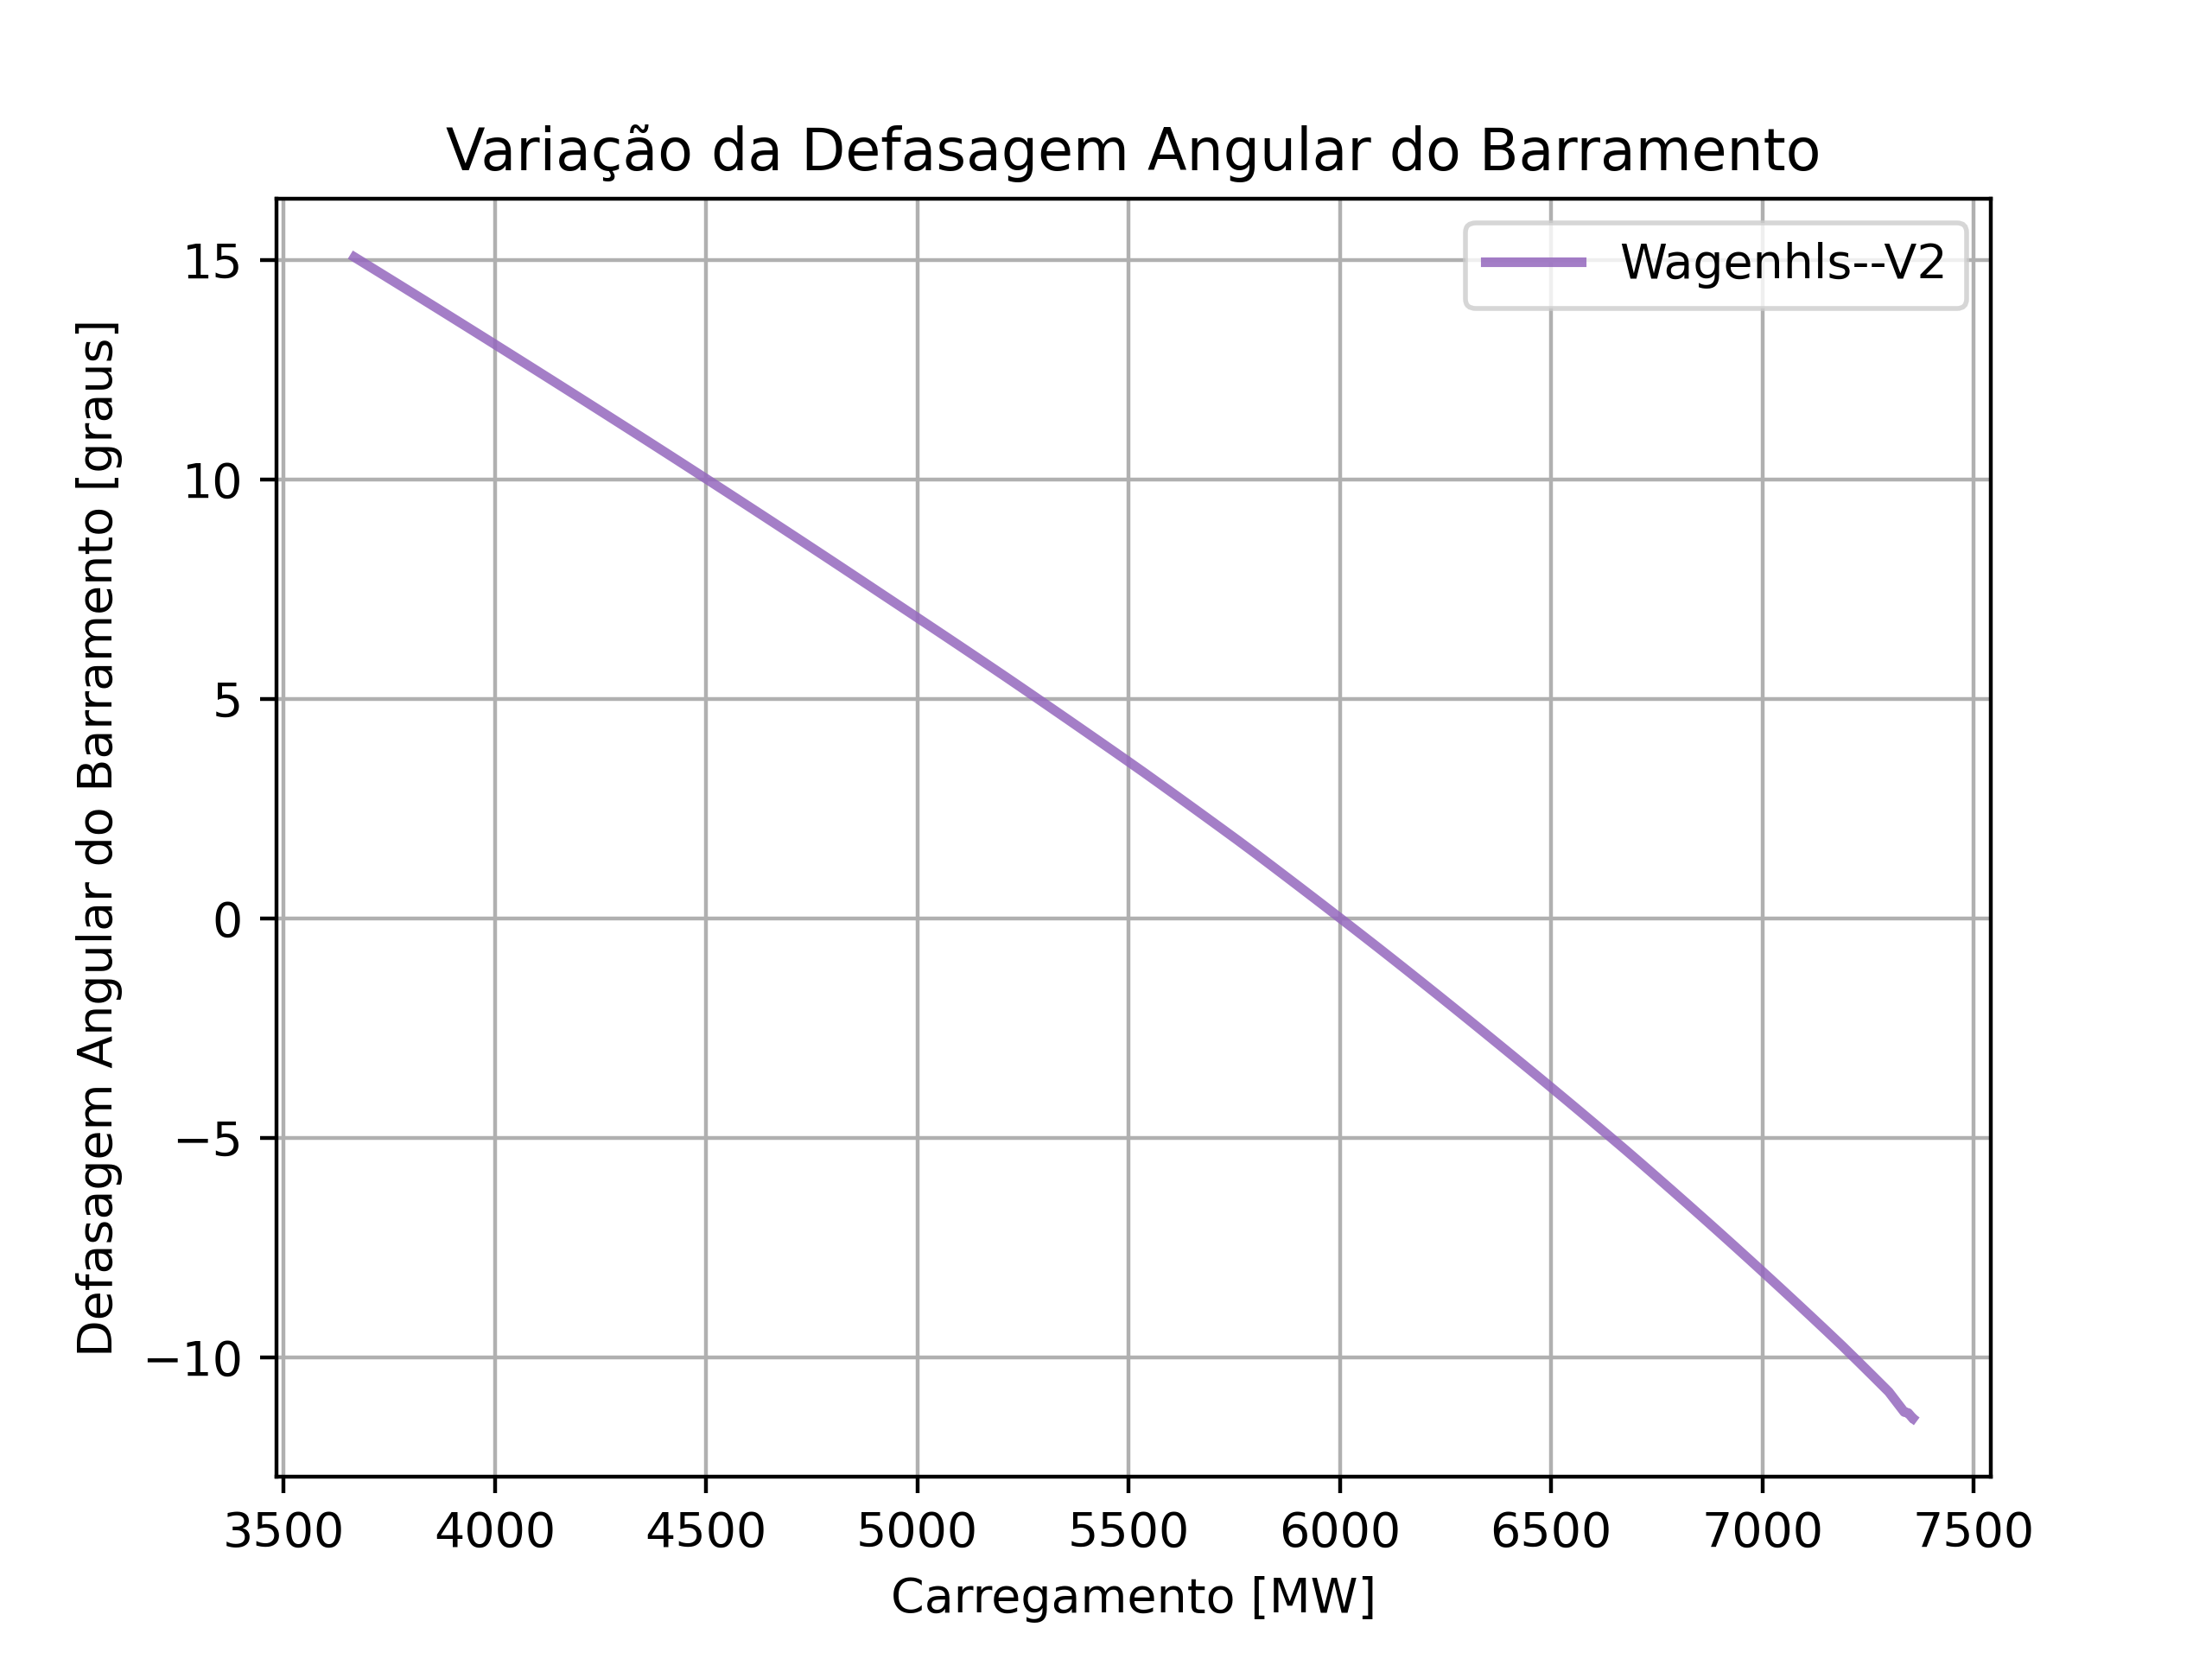 Variação da Defasagem Angular do Barramento
Wagenhls--V2
Defasagem Angular do Barramento [graus]
15
10
5
0
−5
−10
3500 4000 4500 5000 5500 6000 6500 7000 7500
Carregamento [MW]